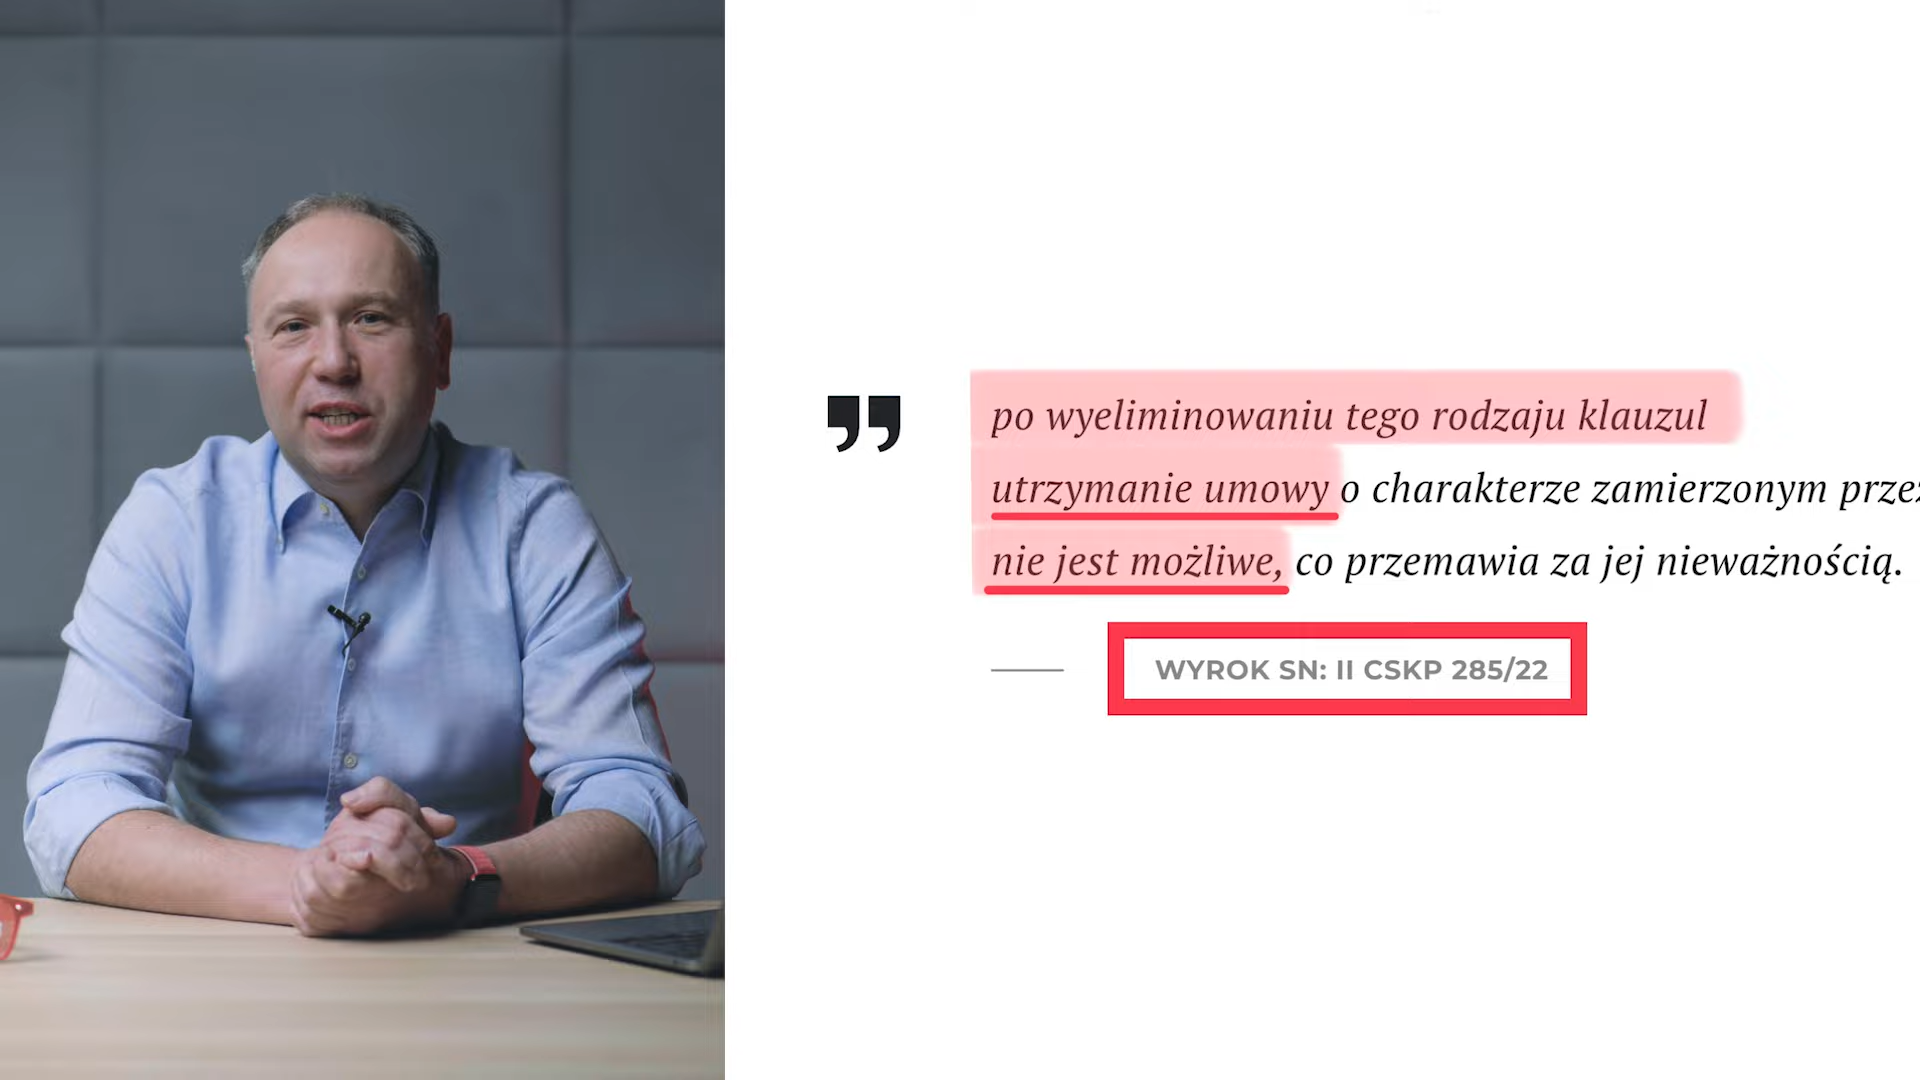 po wyeliminowaniu tego rodzaju klauzul
utrzymanie umowy o charakterze zamierzonym przez
nie jest możliwe, co przemawia za jej nieważnością.
WYROK SN: II CSKP 285/22